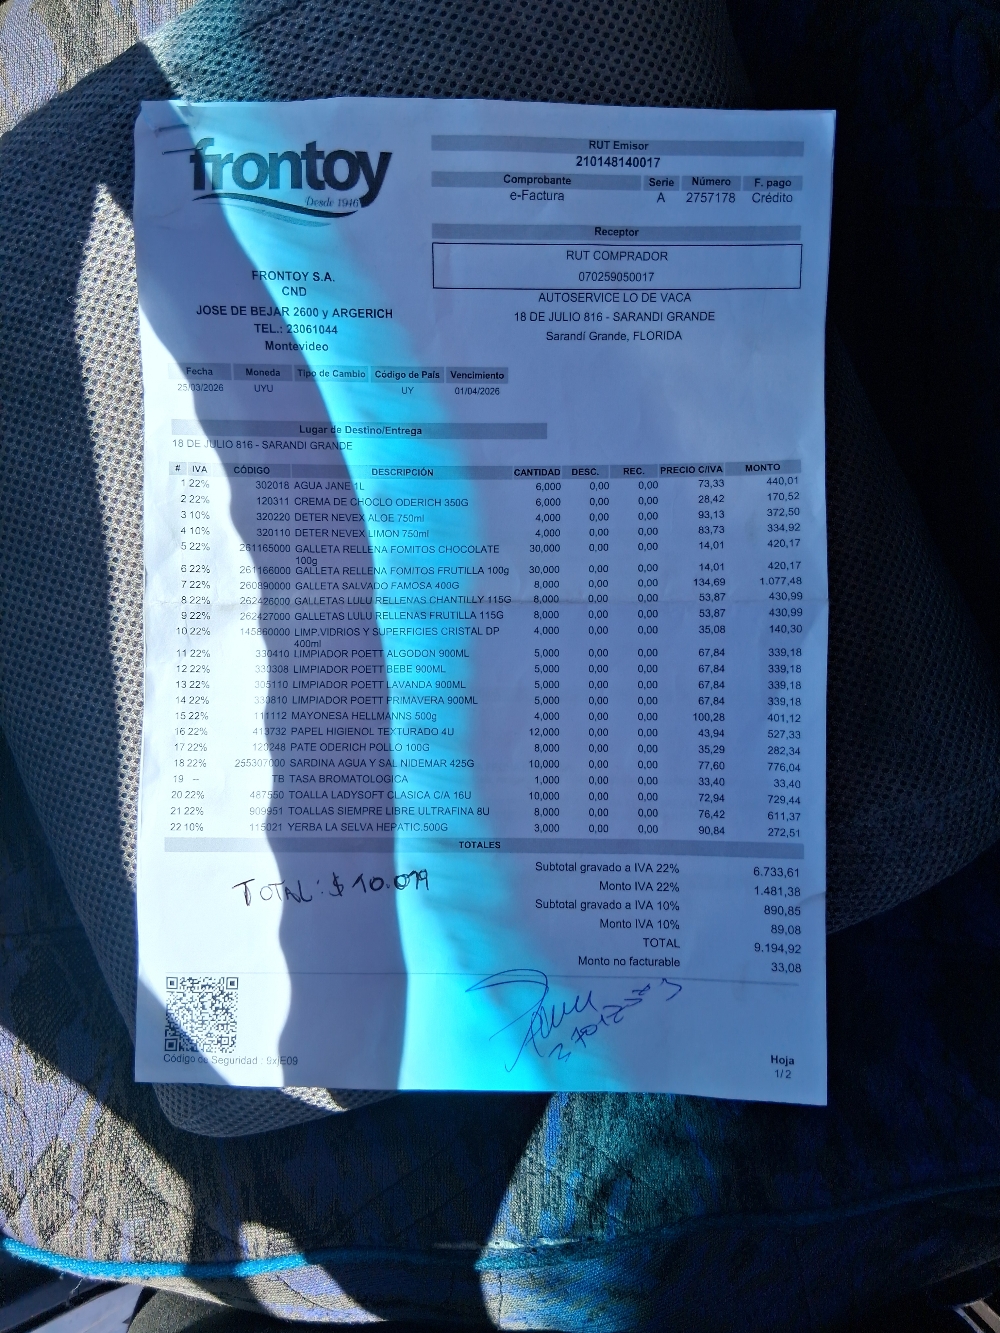 frontoy
Desde 1946
RUT Emisor
210148140017
Comprobante Serie Número F. pago
e-Factura A 2757178 Crédito
Receptor
RUT COMPRADOR
070259050017
AUTOSERVICE LO DE VACA
18 DE JULIO 816 - SARANDI GRANDE
Sarandí Grande, FLORIDA
FRONTOY S.A.
CND
JOSE DE BEJAR 2600 y ARGERICH
TEL.: 23061044
Montevideo
Fecha Moneda Tipo de Cambio Código de País Vencimiento
25/03/2026 UYU UY 01/04/2026
Lugar de Destino/Entrega
18 DE JULIO 816 - SARANDI GRANDE
# IVA CÓDIGO DESCRIPCIÓN CANTIDAD DESC. REC. PRECIO C/IVA MONTO
1 22% 302018 AGUA JANE 1L 6,000 0,00 0,00 73,33 440,01
2 22% 120311 CREMA DE CHOCLO ODERICH 350G 6,000 0,00 0,00 28,42 170,52
3 10% 320220 DETER NEVEX ALOE 750ml 4,000 0,00 0,00 93,13 372,50
4 10% 320110 DETER NEVEX LIMON 750ml 4,000 0,00 0,00 83,73 334,92
5 22% 261165000 GALLETA RELLENA FOMITOS CHOCOLATE 30,000 0,00 0,00 14,01 420,17
100g
6 22% 261166000 GALLETA RELLENA FOMITOS FRUTILLA 100g 30,000 0,00 0,00 14,01 420,17
7 22% 260890000 GALLETA SALVADO FAMOSA 400G 8,000 0,00 0,00 134,69 1.077,48
8 22% 262426000 GALLETAS LULU RELLENAS CHANTILLY 115G 8,000 0,00 0,00 53,87 430,99
9 22% 262427000 GALLETAS LULU RELLENAS FRUTILLA 115G 8,000 0,00 0,00 53,87 430,99
10 22% 145860000 LIMP.VIDRIOS Y SUPERFICIES CRISTAL DP 4,000 0,00 0,00 35,08 140,30
400ml
11 22% 330410 LIMPIADOR POETT ALGODON 900ML 5,000 0,00 0,00 67,84 339,18
12 22% 330308 LIMPIADOR POETT BEBE 900ML 5,000 0,00 0,00 67,84 339,18
13 22% 305110 LIMPIADOR POETT LAVANDA 900ML 5,000 0,00 0,00 67,84 339,18
14 22% 330810 LIMPIADOR POETT PRIMAVERA 900ML 5,000 0,00 0,00 67,84 339,18
15 22% 111112 MAYONESA HELLMANNS 500g 4,000 0,00 0,00 100,28 401,12
16 22% 413732 PAPEL HIGIENOL TEXTURADO 4U 12,000 0,00 0,00 43,94 527,33
17 22% 120248 PATE ODERICH POLLO 100G 8,000 0,00 0,00 35,29 282,34
18 22% 255307000 SARDINA AGUA Y SAL NIDEMAR 425G 10,000 0,00 0,00 77,60 776,04
19 -- TB TASA BROMATOLOGICA 1,000 0,00 0,00 33,40 33,40
20 22% 487550 TOALLA LADYSOFT CLASICA C/A 16U 10,000 0,00 0,00 72,94 729,44
21 22% 909951 TOALLAS SIEMPRE LIBRE ULTRAFINA 8U 8,000 0,00 0,00 76,42 611,37
22 10% 115021 YERBA LA SELVA HEPATIC.500G 3,000 0,00 0,00 90,84 272,51
TOTALES
Subtotal gravado a IVA 22% 6.733,61
Monto IVA 22% 1.481,38
Subtotal gravado a IVA 10% 890,85
Monto IVA 10% 89,08
TOTAL 9.194,92
Monto no facturable 33,08
TOTAL: $ 10.079
Código de Seguridad : 9xjE09
Hoja
1/2